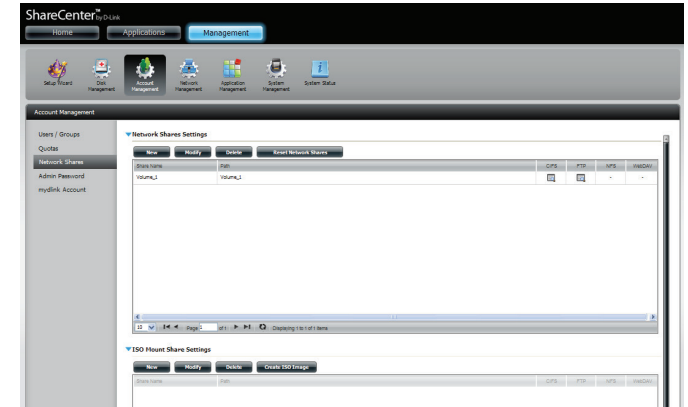 ShareCenter™ by D-Link
Home Applications Management
Setup Wizard Disk Management Account Management Network Management Application Management System Management System Status
Account Management
Users / Groups
Quotas
Network Shares
Admin Password
mydlink Account
Network Shares Settings
New Modify Delete Reset Network Shares
Share Name Path CIFS FTP NFS WebDAV
Volume_1 Volume_1 - -
10 Page 1 of 1 Displaying 1 to 1 of 1 items
ISO Mount Share Settings
New Modify Delete Create ISO Image
Share Name Path CIFS FTP NFS WebDAV